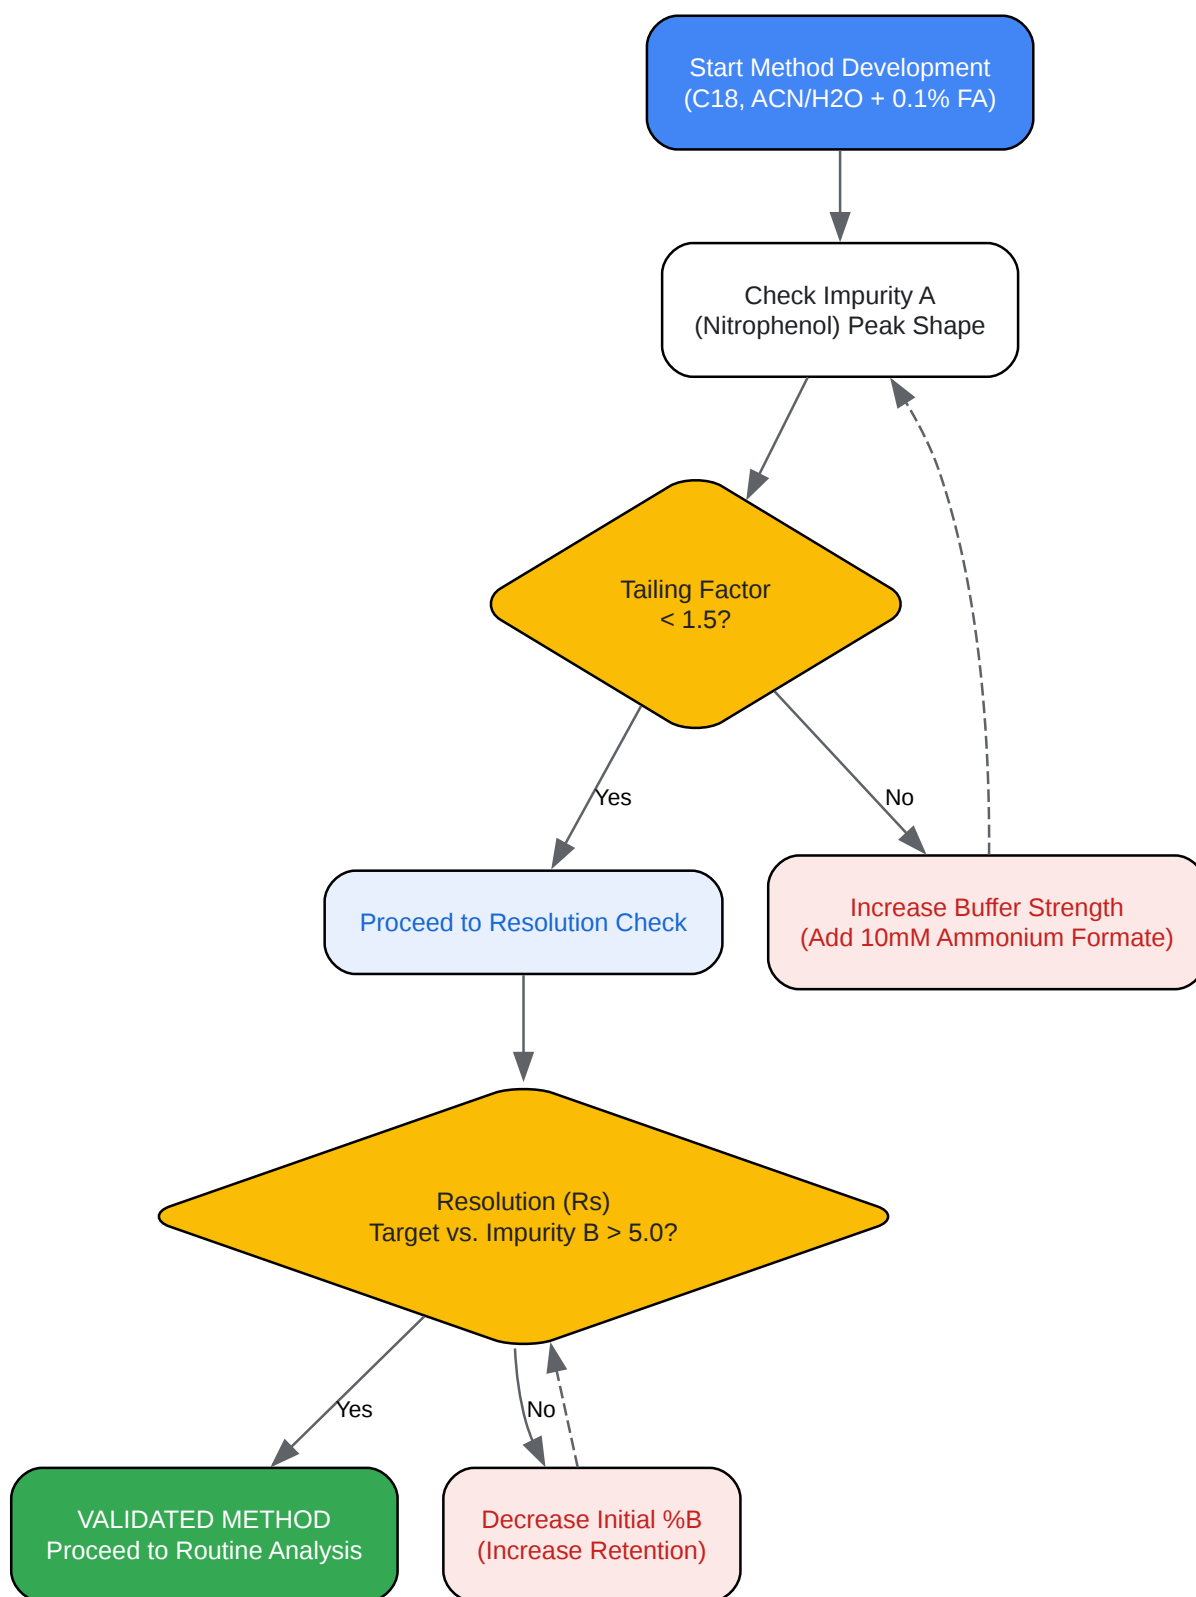 Start Method Development
(C18, ACN/H2O + 0.1% FA)
Check Impurity A
(Nitrophenol) Peak Shape
Tailing Factor
< 1.5?
Yes
No
Proceed to Resolution Check
Increase Buffer Strength
(Add 10mM Ammonium Formate)
Resolution (Rs)
Target vs. Impurity B > 5.0?
Yes
No
VALIDATED METHOD
Proceed to Routine Analysis
Decrease Initial %B
(Increase Retention)